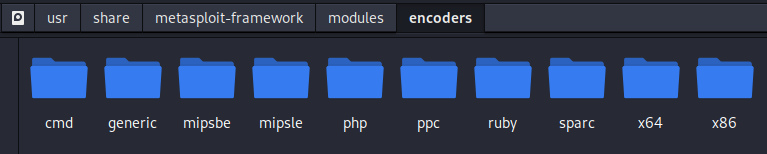 usr share metasploit-framework modules encoders
cmd generic mipsbe mipsle php ppc ruby sparc x64 x86